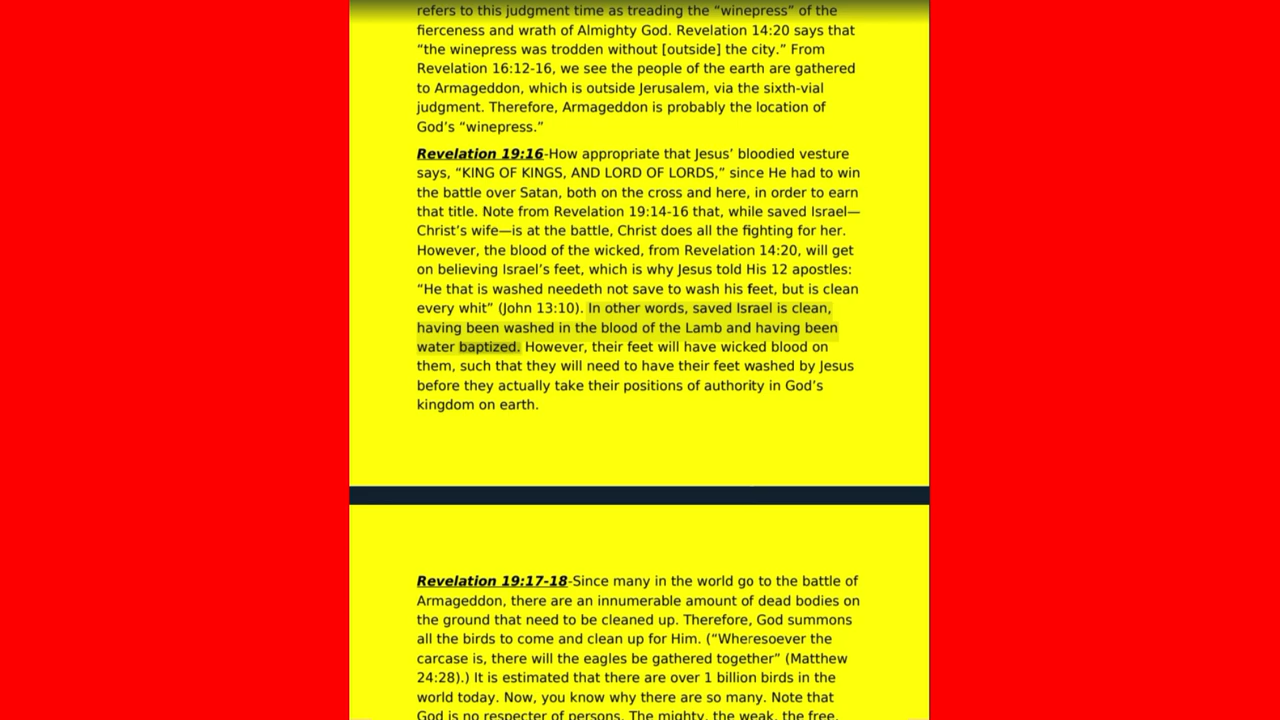 refers to this judgment time as treading the “winepress” of the
fierceness and wrath of Almighty God. Revelation 14:20 says that
“the winepress was trodden without [outside] the city.” From
Revelation 16:12-16, we see the people of the earth are gathered
to Armageddon, which is outside Jerusalem, via the sixth-vial
judgment. Therefore, Armageddon is probably the location of
God’s “winepress.”
Revelation 19:16-How appropriate that Jesus’ bloodied vesture
says, “KING OF KINGS, AND LORD OF LORDS,” since He had to win
the battle over Satan, both on the cross and here, in order to earn
that title. Note from Revelation 19:14-16 that, while saved Israel—
Christ’s wife—is at the battle, Christ does all the fighting for her.
However, the blood of the wicked, from Revelation 14:20, will get
on believing Israel’s feet, which is why Jesus told His 12 apostles:
“He that is washed needeth not save to wash his feet, but is clean
every whit” (John 13:10). In other words, saved Israel is clean,
having been washed in the blood of the Lamb and having been
water baptized. However, their feet will have wicked blood on
them, such that they will need to have their feet washed by Jesus
before they actually take their positions of authority in God’s
kingdom on earth.
Revelation 19:17-18-Since many in the world go to the battle of
Armageddon, there are an innumerable amount of dead bodies on
the ground that need to be cleaned up. Therefore, God summons
all the birds to come and clean up for Him. (“Wheresoever the
carcase is, there will the eagles be gathered together” (Matthew
24:28).) It is estimated that there are over 1 billion birds in the
world today. Now, you know why there are so many. Note that
God is no respecter of persons. The mighty, the weak, the free,